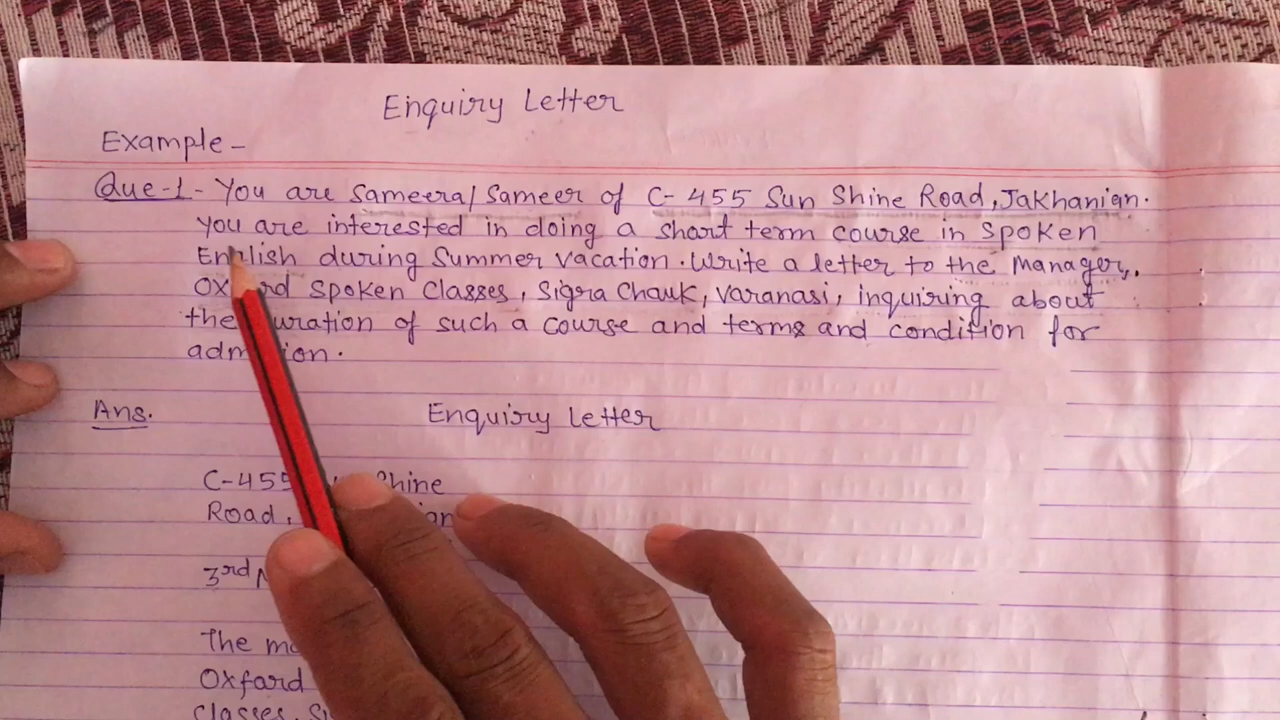 Enquiry Letter
Example -
Que-1- You are Sameera/Sameer of C-455 Sun Shine Road, Jakhanian.
You are interested in doing a short term course in spoken
English during Summer vacation. Write a letter to the Manager,
Oxford Spoken Classes, Sigra Chauk, Varanasi, inquiring about
the duration of such a course and terms and condition for
admission.
Ans. Enquiry Letter
C-455 Shine
Road,
3rd
The
Oxford
Classes,